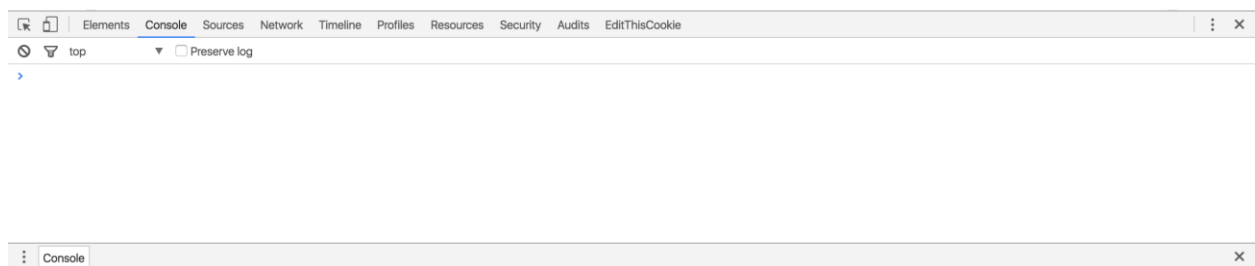 Elements Console Sources Network Timeline Profiles Resources Security Audits EditThisCookie
top Preserve log
Console